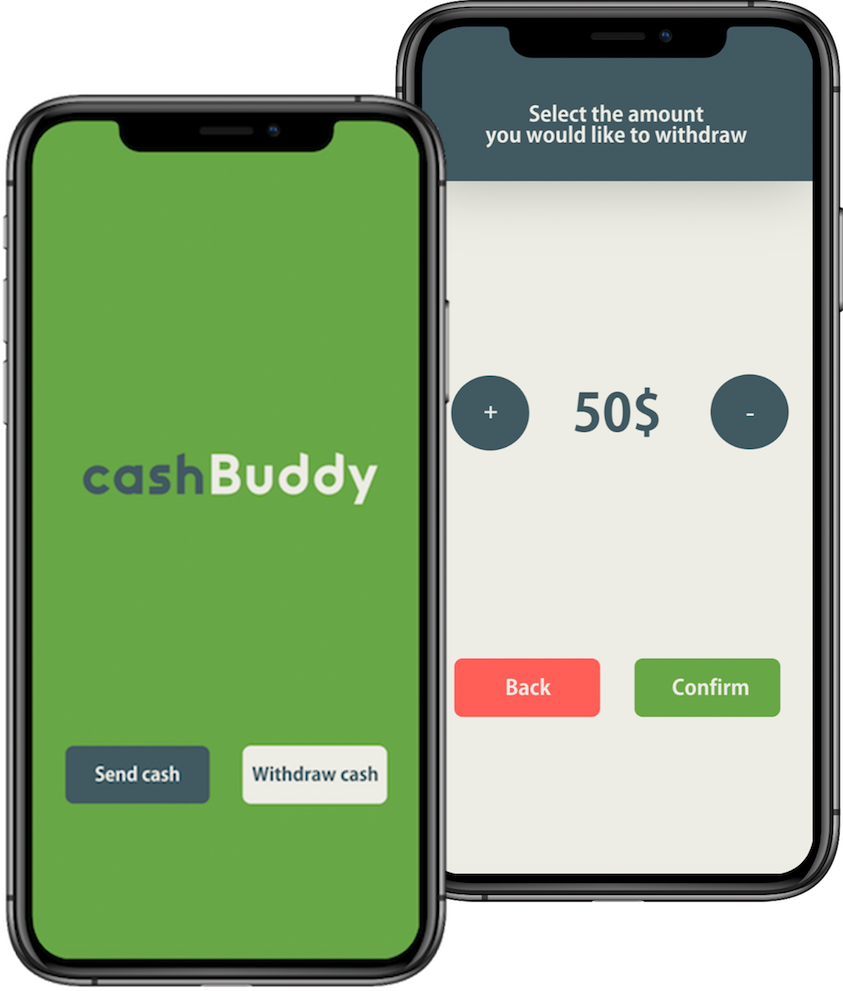 cashBuddy
Send cash
Withdraw cash
Select the amount
you would like to withdraw
+
50$
-
Back
Confirm